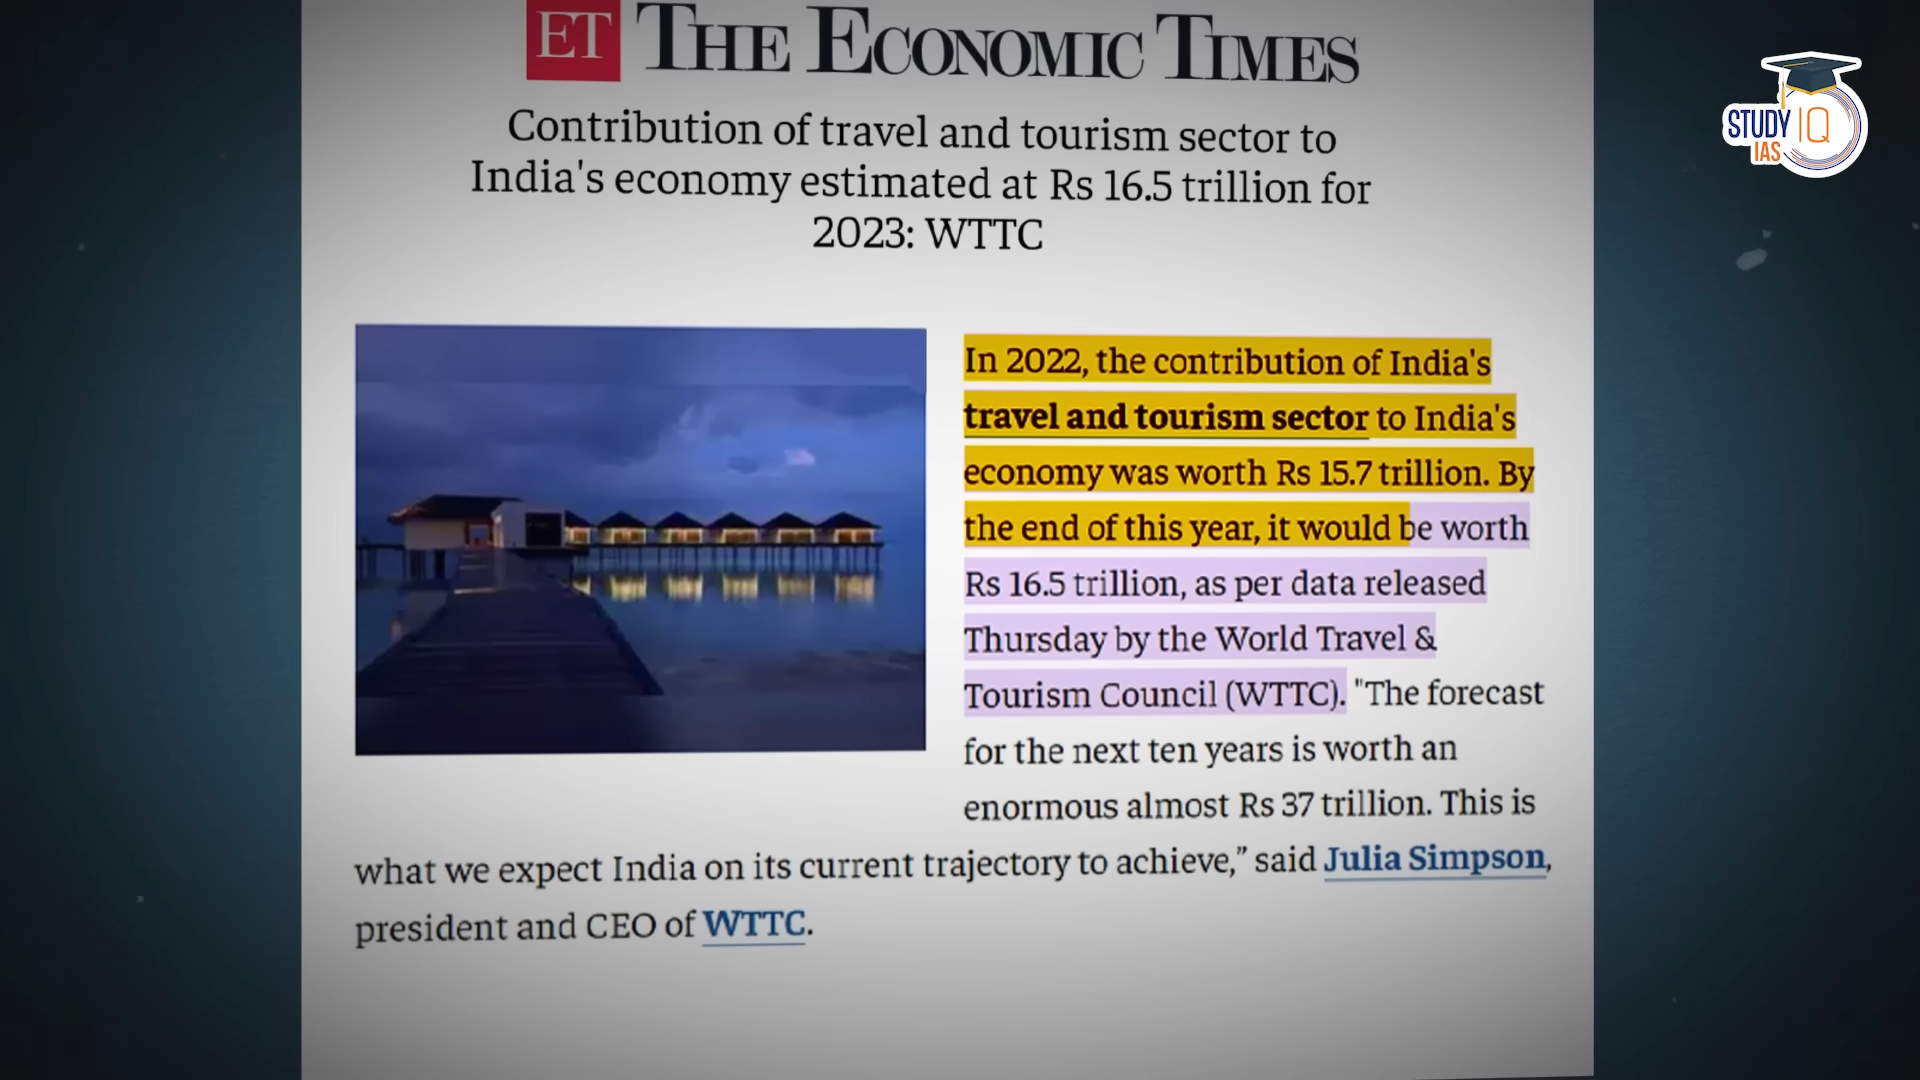 ET THE ECONOMIC TIMES
Contribution of travel and tourism sector to
India's economy estimated at Rs 16.5 trillion for
2023: WTTC
STUDY IQ
IAS
In 2022, the contribution of India's
travel and tourism sector to India's
economy was worth Rs 15.7 trillion. By
the end of this year, it would be worth
Rs 16.5 trillion, as per data released
Thursday by the World Travel &
Tourism Council (WTTC). "The forecast
for the next ten years is worth an
enormous almost Rs 37 trillion. This is
what we expect India on its current trajectory to achieve,” said Julia Simpson,
president and CEO of WTTC.